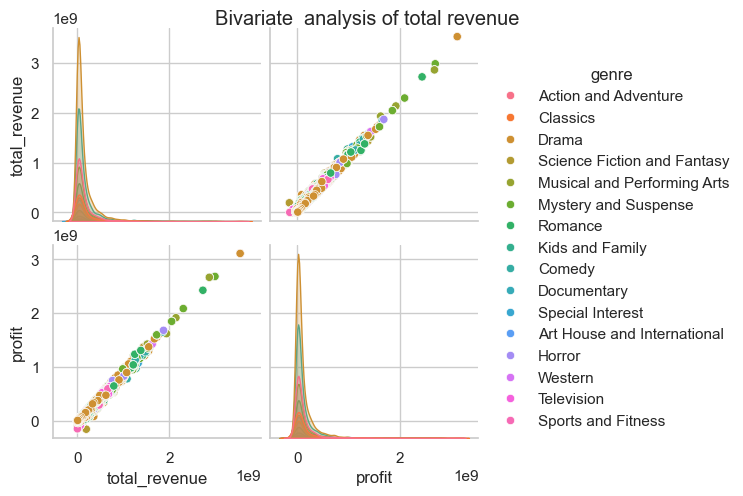 Bivariate  analysis of total revenue
1e9
3
2
1
0
total_revenue
1e9
3
2
1
0
profit
0
2
1e9
total_revenue
0
2
1e9
profit
genre
Action and Adventure
Classics
Drama
Science Fiction and Fantasy
Musical and Performing Arts
Mystery and Suspense
Romance
Kids and Family
Comedy
Documentary
Special Interest
Art House and International
Horror
Western
Television
Sports and Fitness